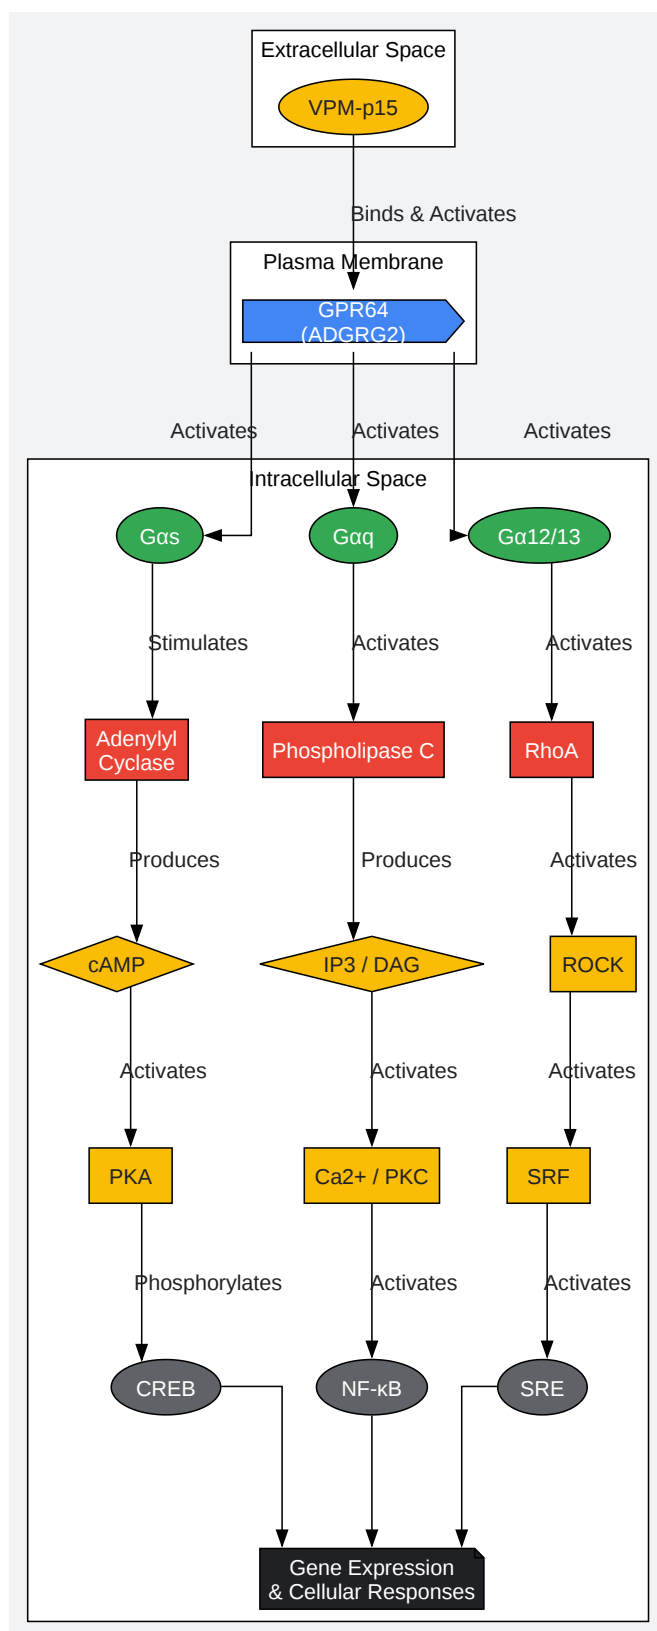 Extracellular Space
VPM-p15
Binds & Activates
Plasma Membrane
GPR64
(ADGRG2)
Activates
Activates
Activates
Intracellular Space
Gαs
Gαq
Gα12/13
Stimulates
Activates
Activates
Adenylyl
Cyclase
Phospholipase C
RhoA
Produces
Produces
Activates
cAMP
IP3 / DAG
ROCK
Activates
Activates
Activates
PKA
Ca2+ / PKC
SRF
Phosphorylates
Activates
Activates
CREB
NF-κB
SRE
Gene Expression
& Cellular Responses